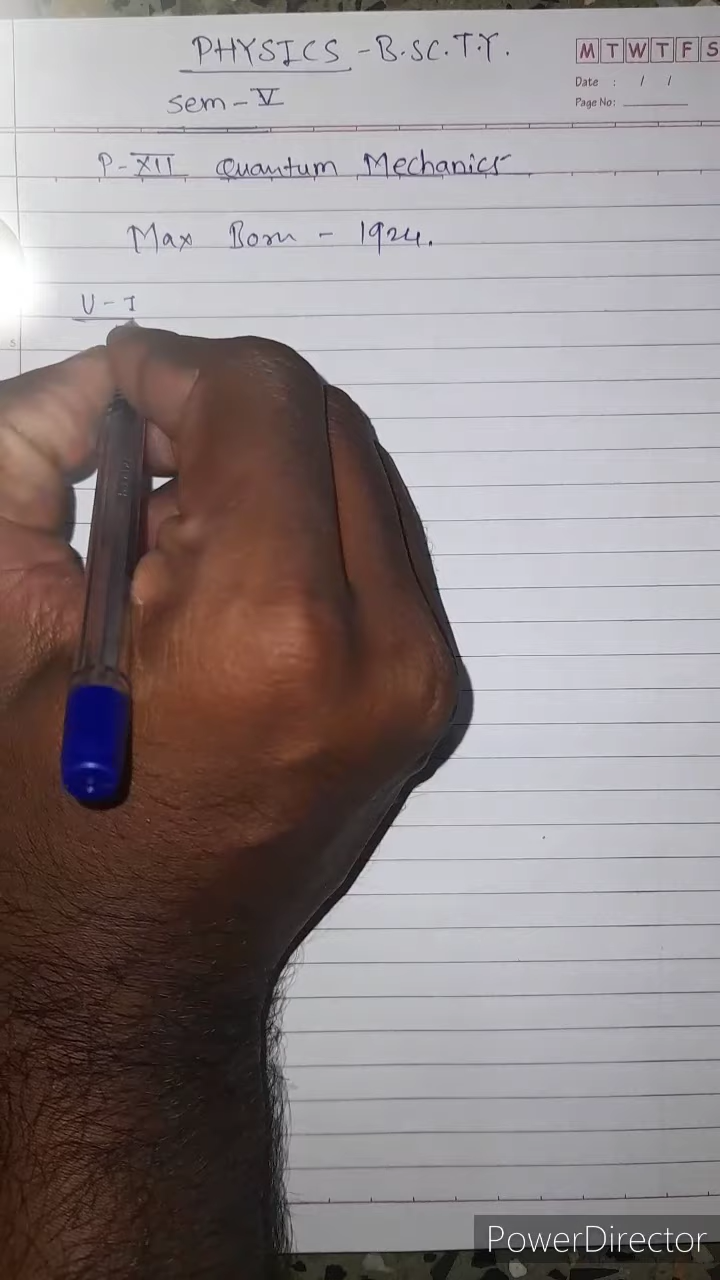 PHYSICS - B.SC.T.Y.
M T W T F S
Date : / /
Sem - V
Page No:
P-XII Quantum Mechanics
Max Born - 1924.
U - I
PowerDirector